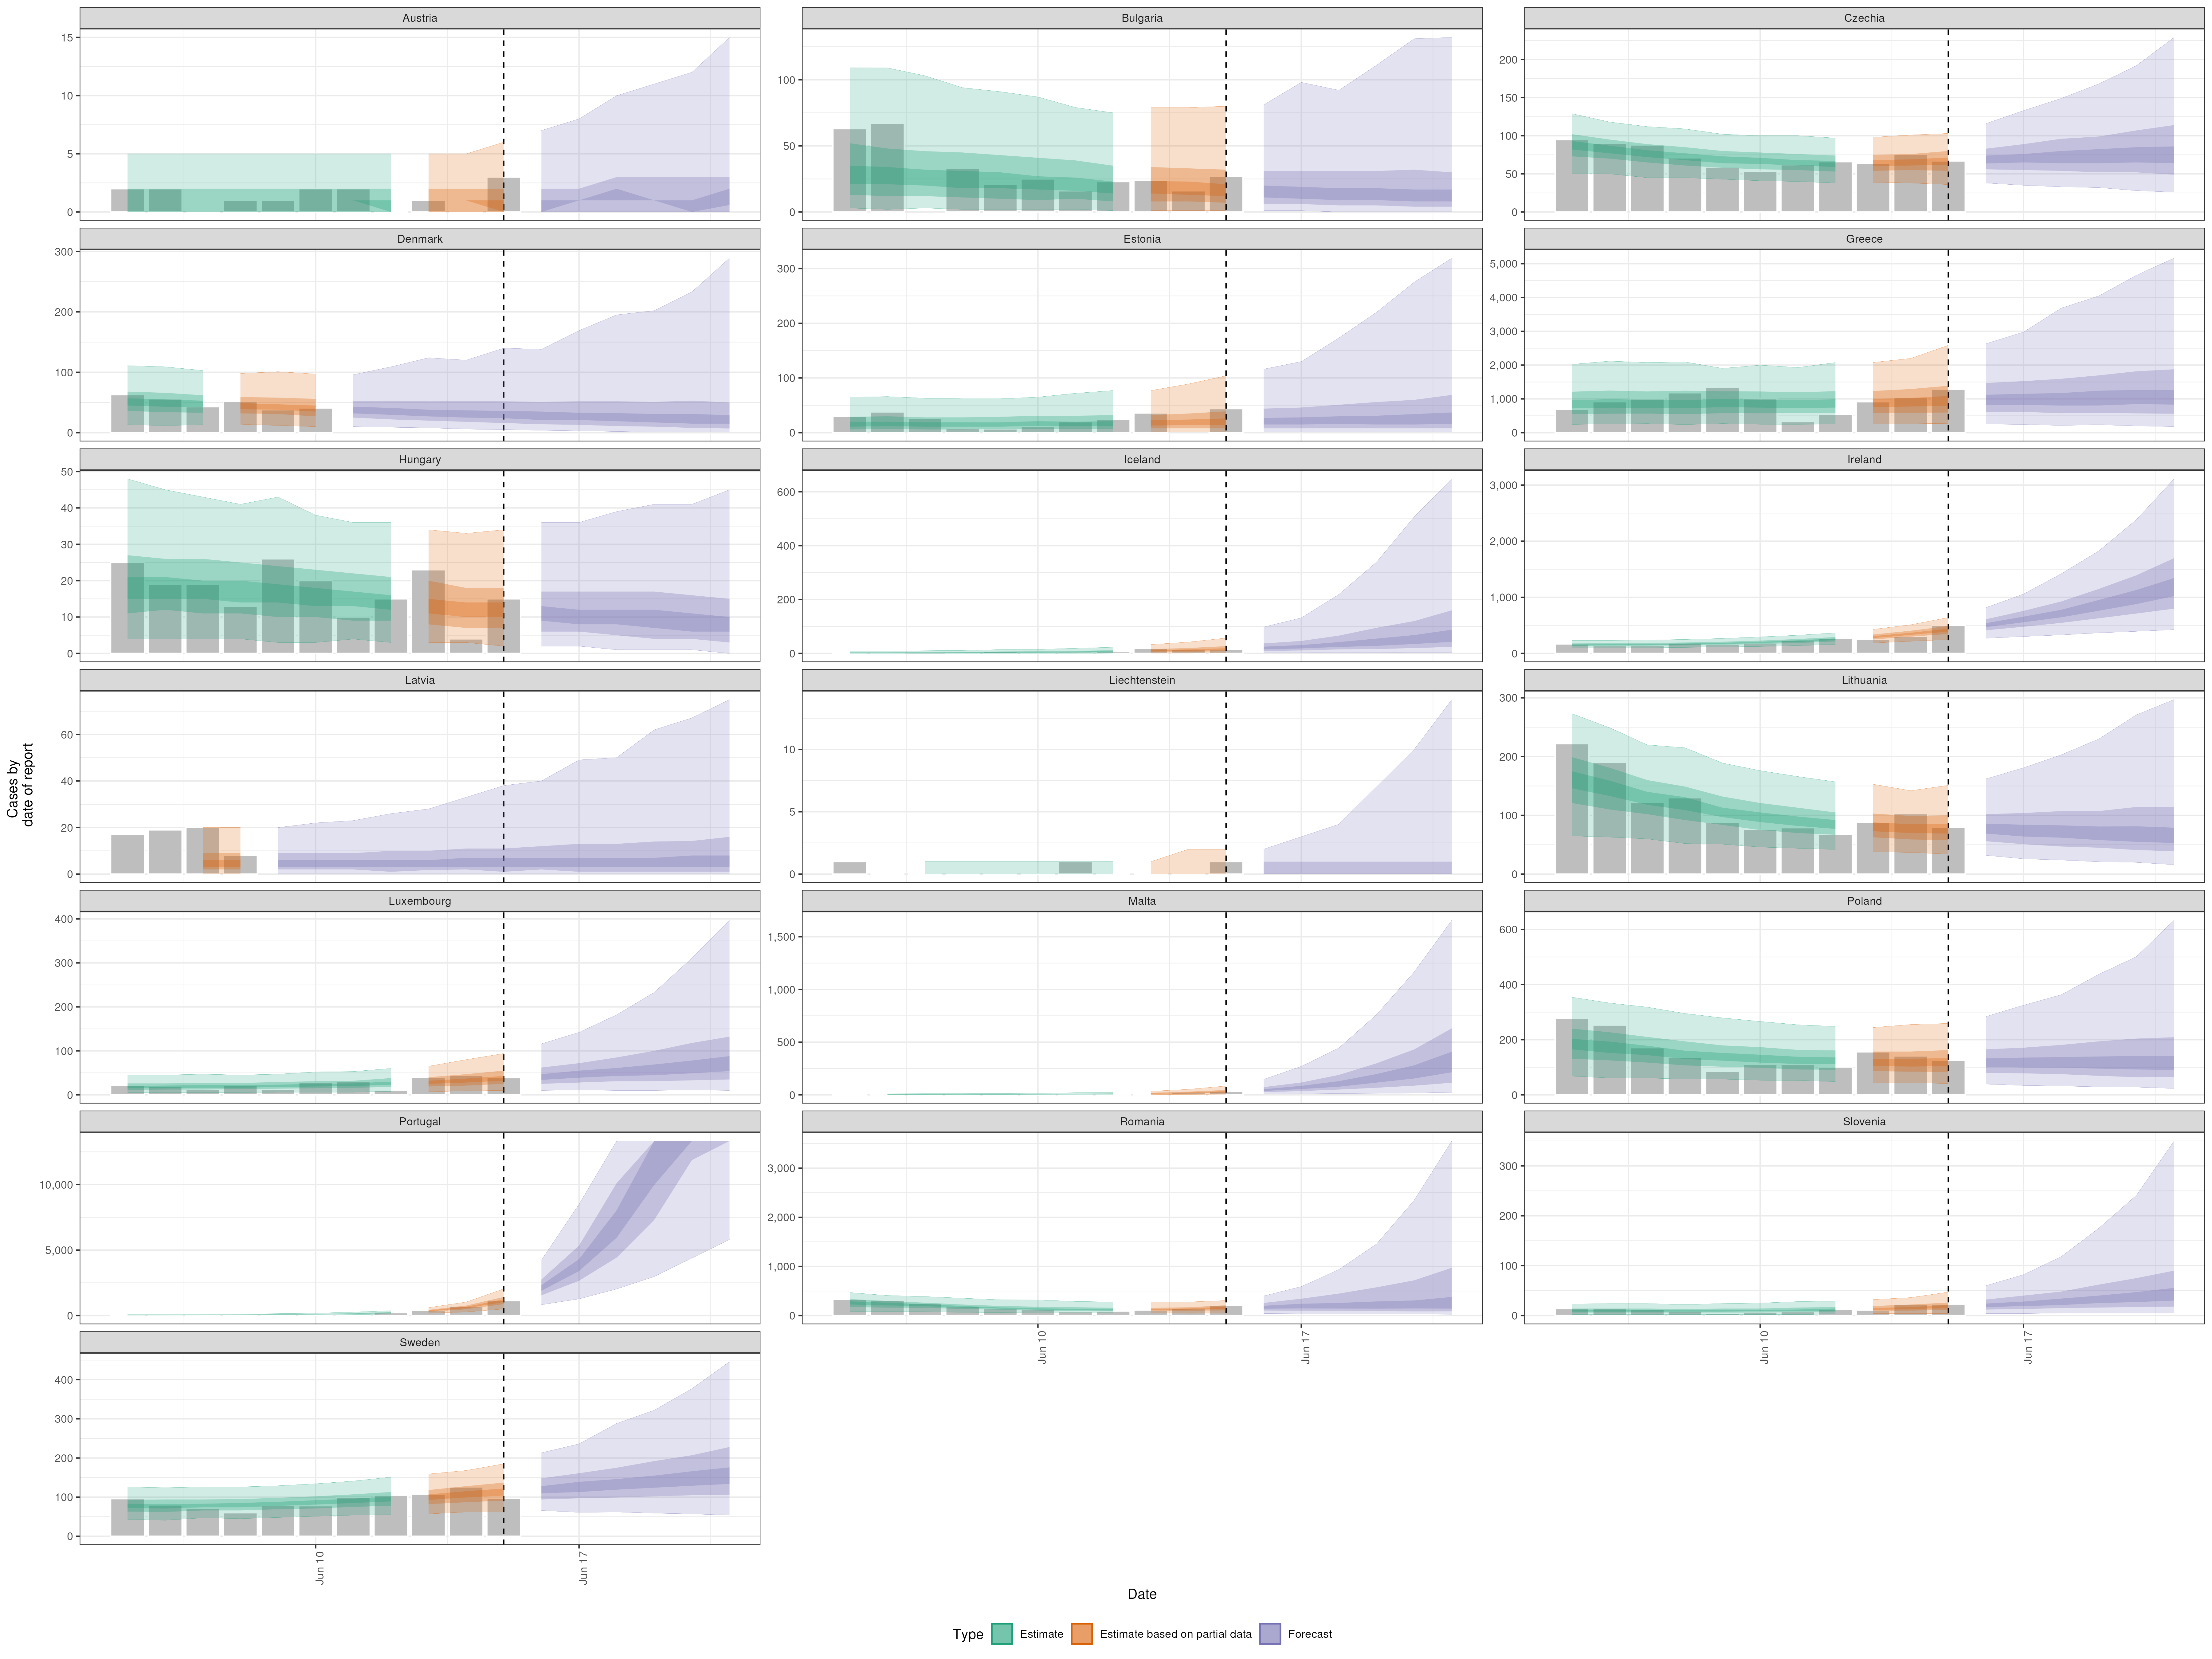 Austria
Bulgaria
Czechia
15
10
5
0
100
50
0
200
150
100
50
0
Denmark
Estonia
Greece
300
200
100
0
300
200
100
0
5,000
4,000
3,000
2,000
1,000
0
Hungary
Iceland
Ireland
50
40
30
20
10
0
600
400
200
0
3,000
2,000
1,000
0
Latvia
Liechtenstein
Lithuania
60
40
20
0
10
5
0
300
200
100
0
Cases by
date of report
Luxembourg
Malta
Poland
400
300
200
100
0
1,500
1,000
500
0
600
400
200
0
Portugal
Romania
Slovenia
10,000
5,000
0
3,000
2,000
1,000
0
300
200
100
0
Jun 10
Jun 17
Jun 10
Jun 17
Sweden
400
300
200
100
0
Jun 10
Jun 17
Date
Type Estimate Estimate based on partial data Forecast